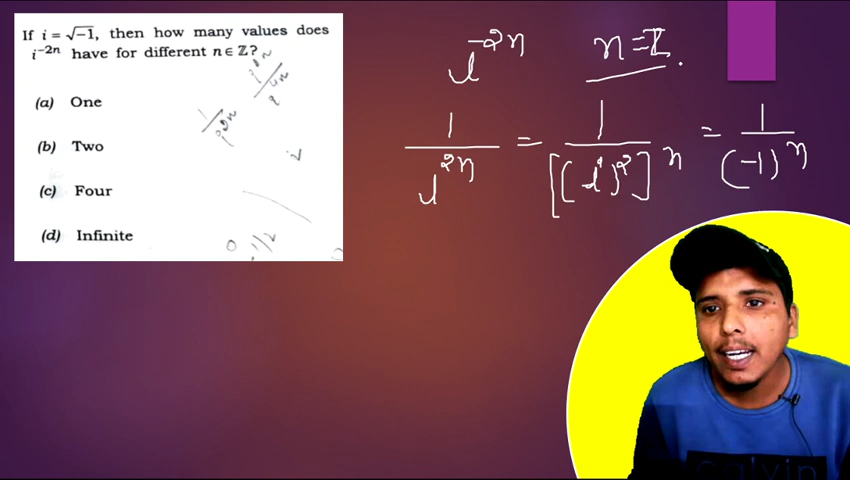 If i = √-1, then how many values does
i⁻²ⁿ have for different n ∈ ℤ?
(a) One
(b) Two
(c) Four
(d) Infinite
i⁻²ⁿ n = ℤ.
1/i²ⁿ = 1/[(i)²]ⁿ = 1/(-1)ⁿ